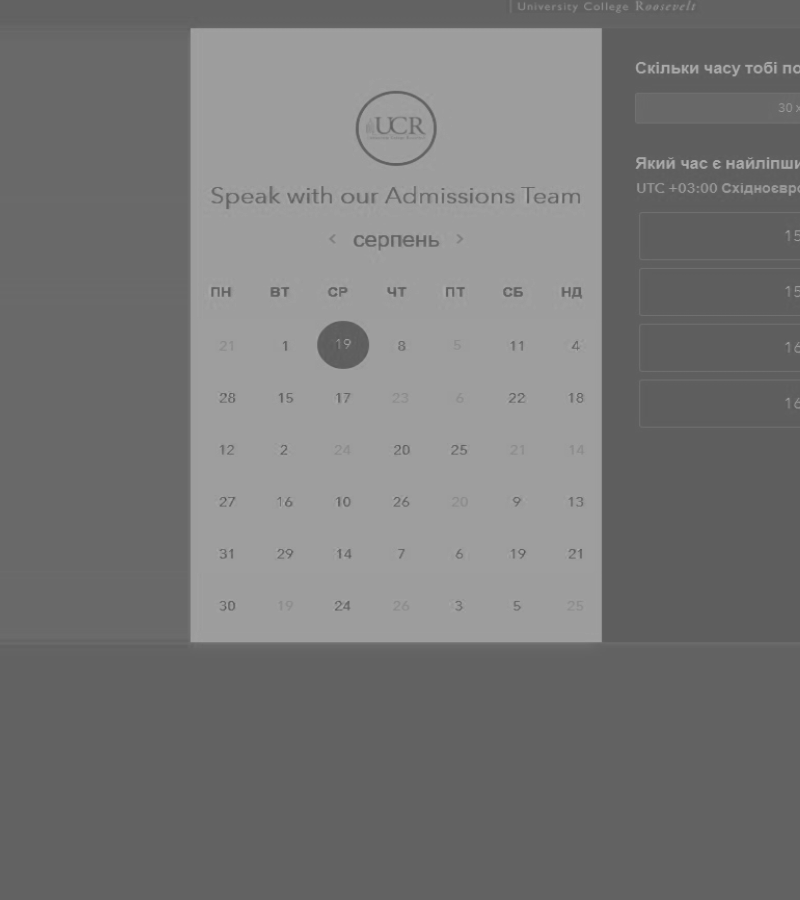 University College Roosevelt
UCR
Speak with our Admissions Team
< серпень >
ПН ВТ СР ЧТ ПТ СБ НД
21 1 19 8 5 11 4
28 15 17 23 6 22 18
12 2 24 20 25 21 14
27 16 10 26 20 9 13
31 29 14 7 6 19 21
30 19 24 26 3 5 25
Скільки часу тобі по
30 х
Який час є найліпши
UTC +03:00 Східноєвро
15
15
16
16